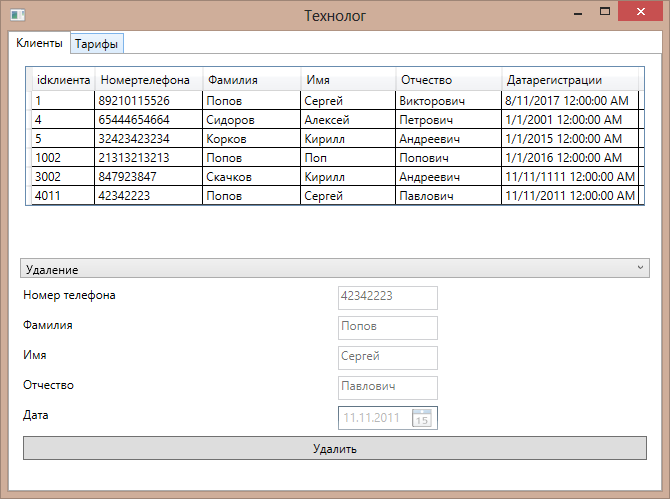 Технолог
Клиенты Тарифы
idклиента Номертелефона Фамилия Имя Отчество Датарегистрации
1 89210115526 Попов Сергей Викторович 8/11/2017 12:00:00 AM
4 65444654664 Сидоров Алексей Петрович 1/1/2001 12:00:00 AM
5 32423423234 Корков Кирилл Андреевич 1/1/2015 12:00:00 AM
1002 21313213213 Попов Поп Попович 1/1/2016 12:00:00 AM
3002 847923847 Скачков Кирилл Андреевич 11/11/1111 12:00:00 AM
4011 42342223 Попов Сергей Павлович 11/11/2011 12:00:00 AM
Удаление
Номер телефона 42342223
Фамилия Попов
Имя Сергей
Отчество Павлович
Дата 11.11.2011 15
Удалить